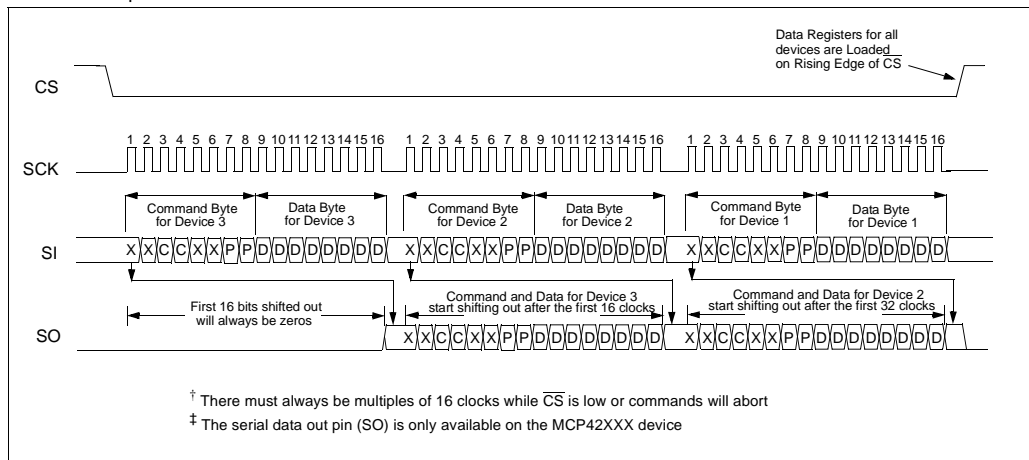 Data Registers for all
devices are Loaded
on Rising Edge of CS
CS
1 2 3 4 5 6 7 8 9 10 11 12 13 14 15 16 1 2 3 4 5 6 7 8 9 10 11 12 13 14 15 16 1 2 3 4 5 6 7 8 9 10 11 12 13 14 15 16
SCK
Command Byte for Device 3
Data Byte for Device 3
Command Byte for Device 2
Data Byte for Device 2
Command Byte for Device 1
Data Byte for Device 1
SI
X X C C X X P P D D D D D D D D X X C C X X P P D D D D D D D D X X C C X X P P D D D D D D D D
First 16 bits shifted out
will always be zeros
Command and Data for Device 3
start shifting out after the first 16 clocks
Command and Data for Device 2
start shifting out after the first 32 clocks
SO
X X C C X X P P D D D D D D D D X X C C X X P P D D D D D D D D
† There must always be multiples of 16 clocks while CS is low or commands will abort
‡ The serial data out pin (SO) is only available on the MCP42XXX device